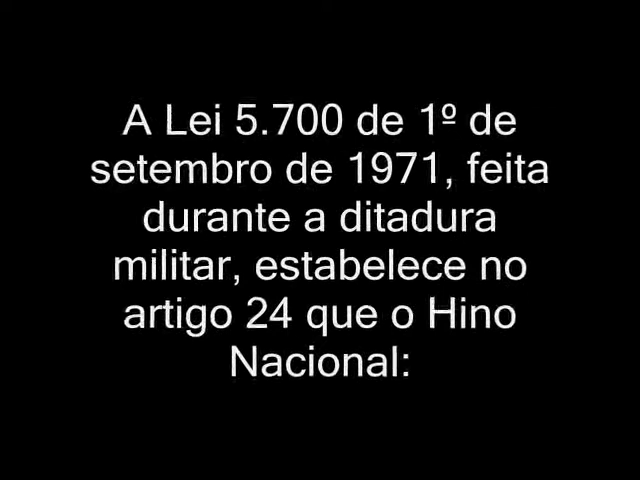 A Lei 5.700 de 1º de
setembro de 1971, feita
durante a ditadura
militar, estabelece no
artigo 24 que o Hino
Nacional: